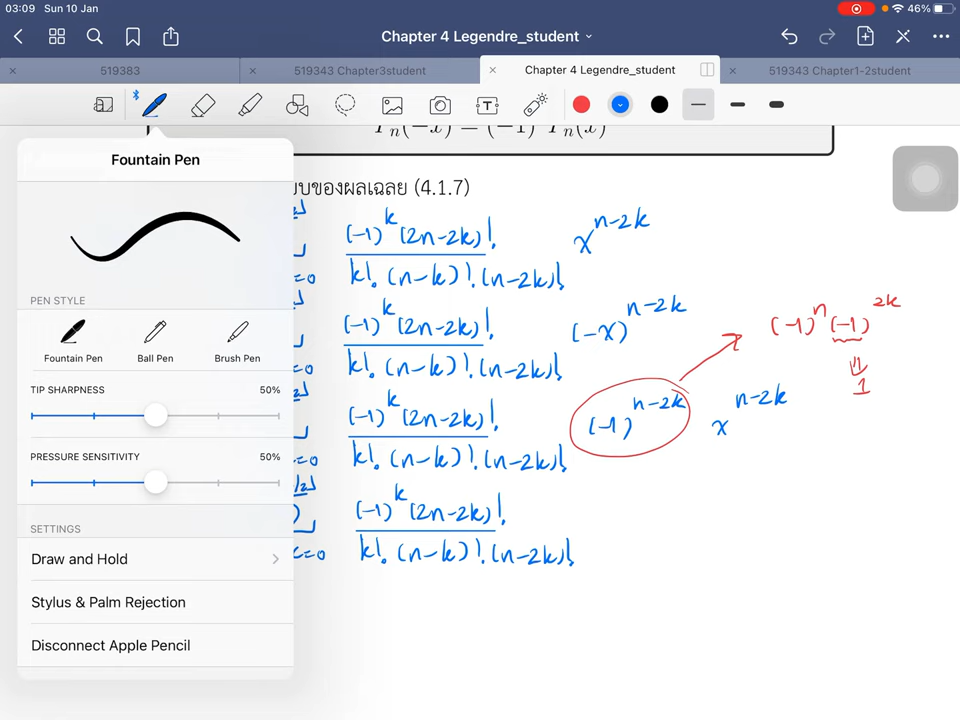 03:09 Sun 10 Jan 46%
Chapter 4 Legendre_student
519383 519343 Chapter3student Chapter 4 Legendre_student 519343 Chapter1-2student
Fountain Pen
PEN STYLE
Fountain Pen Ball Pen Brush Pen
TIP SHARPNESS 50%
PRESSURE SENSITIVITY 50%
SETTINGS
Draw and Hold
Stylus & Palm Rejection
Disconnect Apple Pencil
ของผลเฉลย (4.1.7)
(-1)^k (2n-2k)! x^{n-2k}
k! (n-k)! (n-2k)!
=0
(-1)^k (2n-2k)! (-x)^{n-2k}
k! (n-k)! (n-2k)!
=0
(-1)^n (-1)^{2k}
1
(-1)^k (2n-2k)! (-1)^{n-2k} x^{n-2k}
k! (n-k)! (n-2k)!
=0
(-1)^k (2n-2k)!
k! (n-k)! (n-2k)!
=0